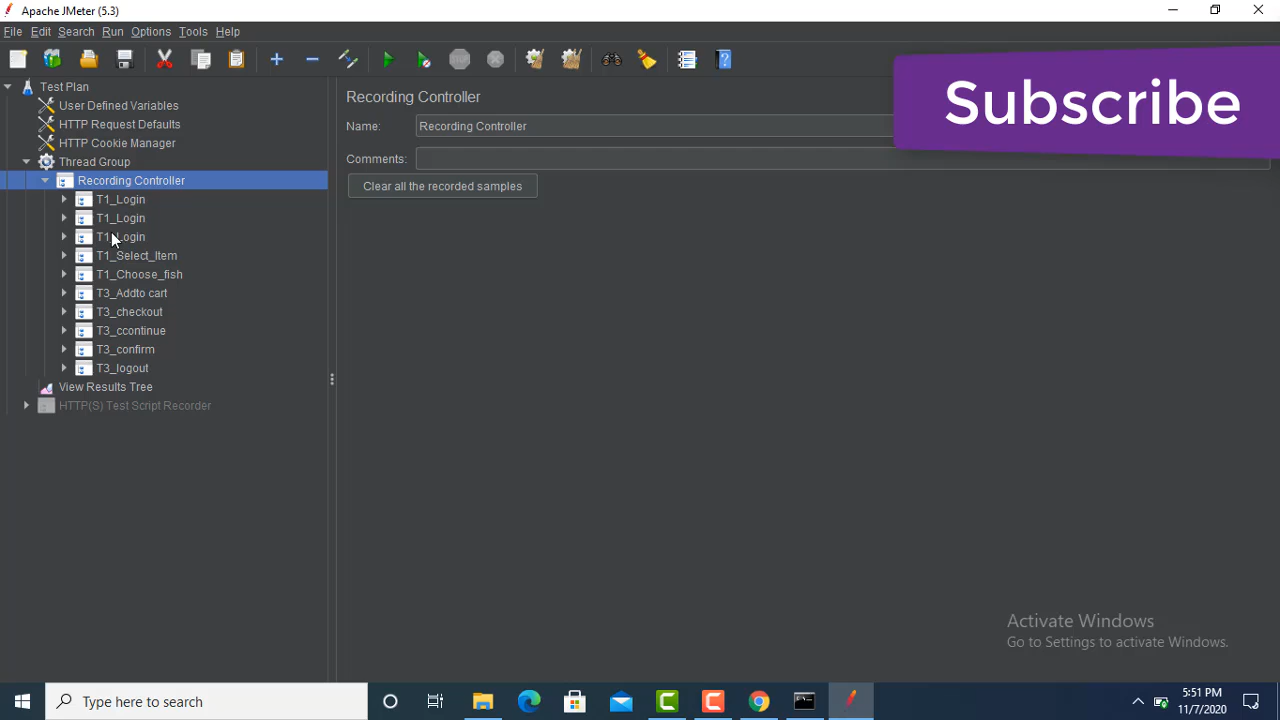 Apache JMeter (5.3)
File Edit Search Run Options Tools Help
Subscribe
Test Plan
User Defined Variables
HTTP Request Defaults
HTTP Cookie Manager
Thread Group
Recording Controller
T1_Login
T1_Login
T1_Login
T1_Select_Item
T1_Choose_fish
T3_Addto cart
T3_checkout
T3_ccontinue
T3_confirm
T3_logout
View Results Tree
HTTP(S) Test Script Recorder
Recording Controller
Name: Recording Controller
Comments:
Clear all the recorded samples
Activate Windows
Go to Settings to activate Windows.
Type here to search
5:51 PM
11/7/2020